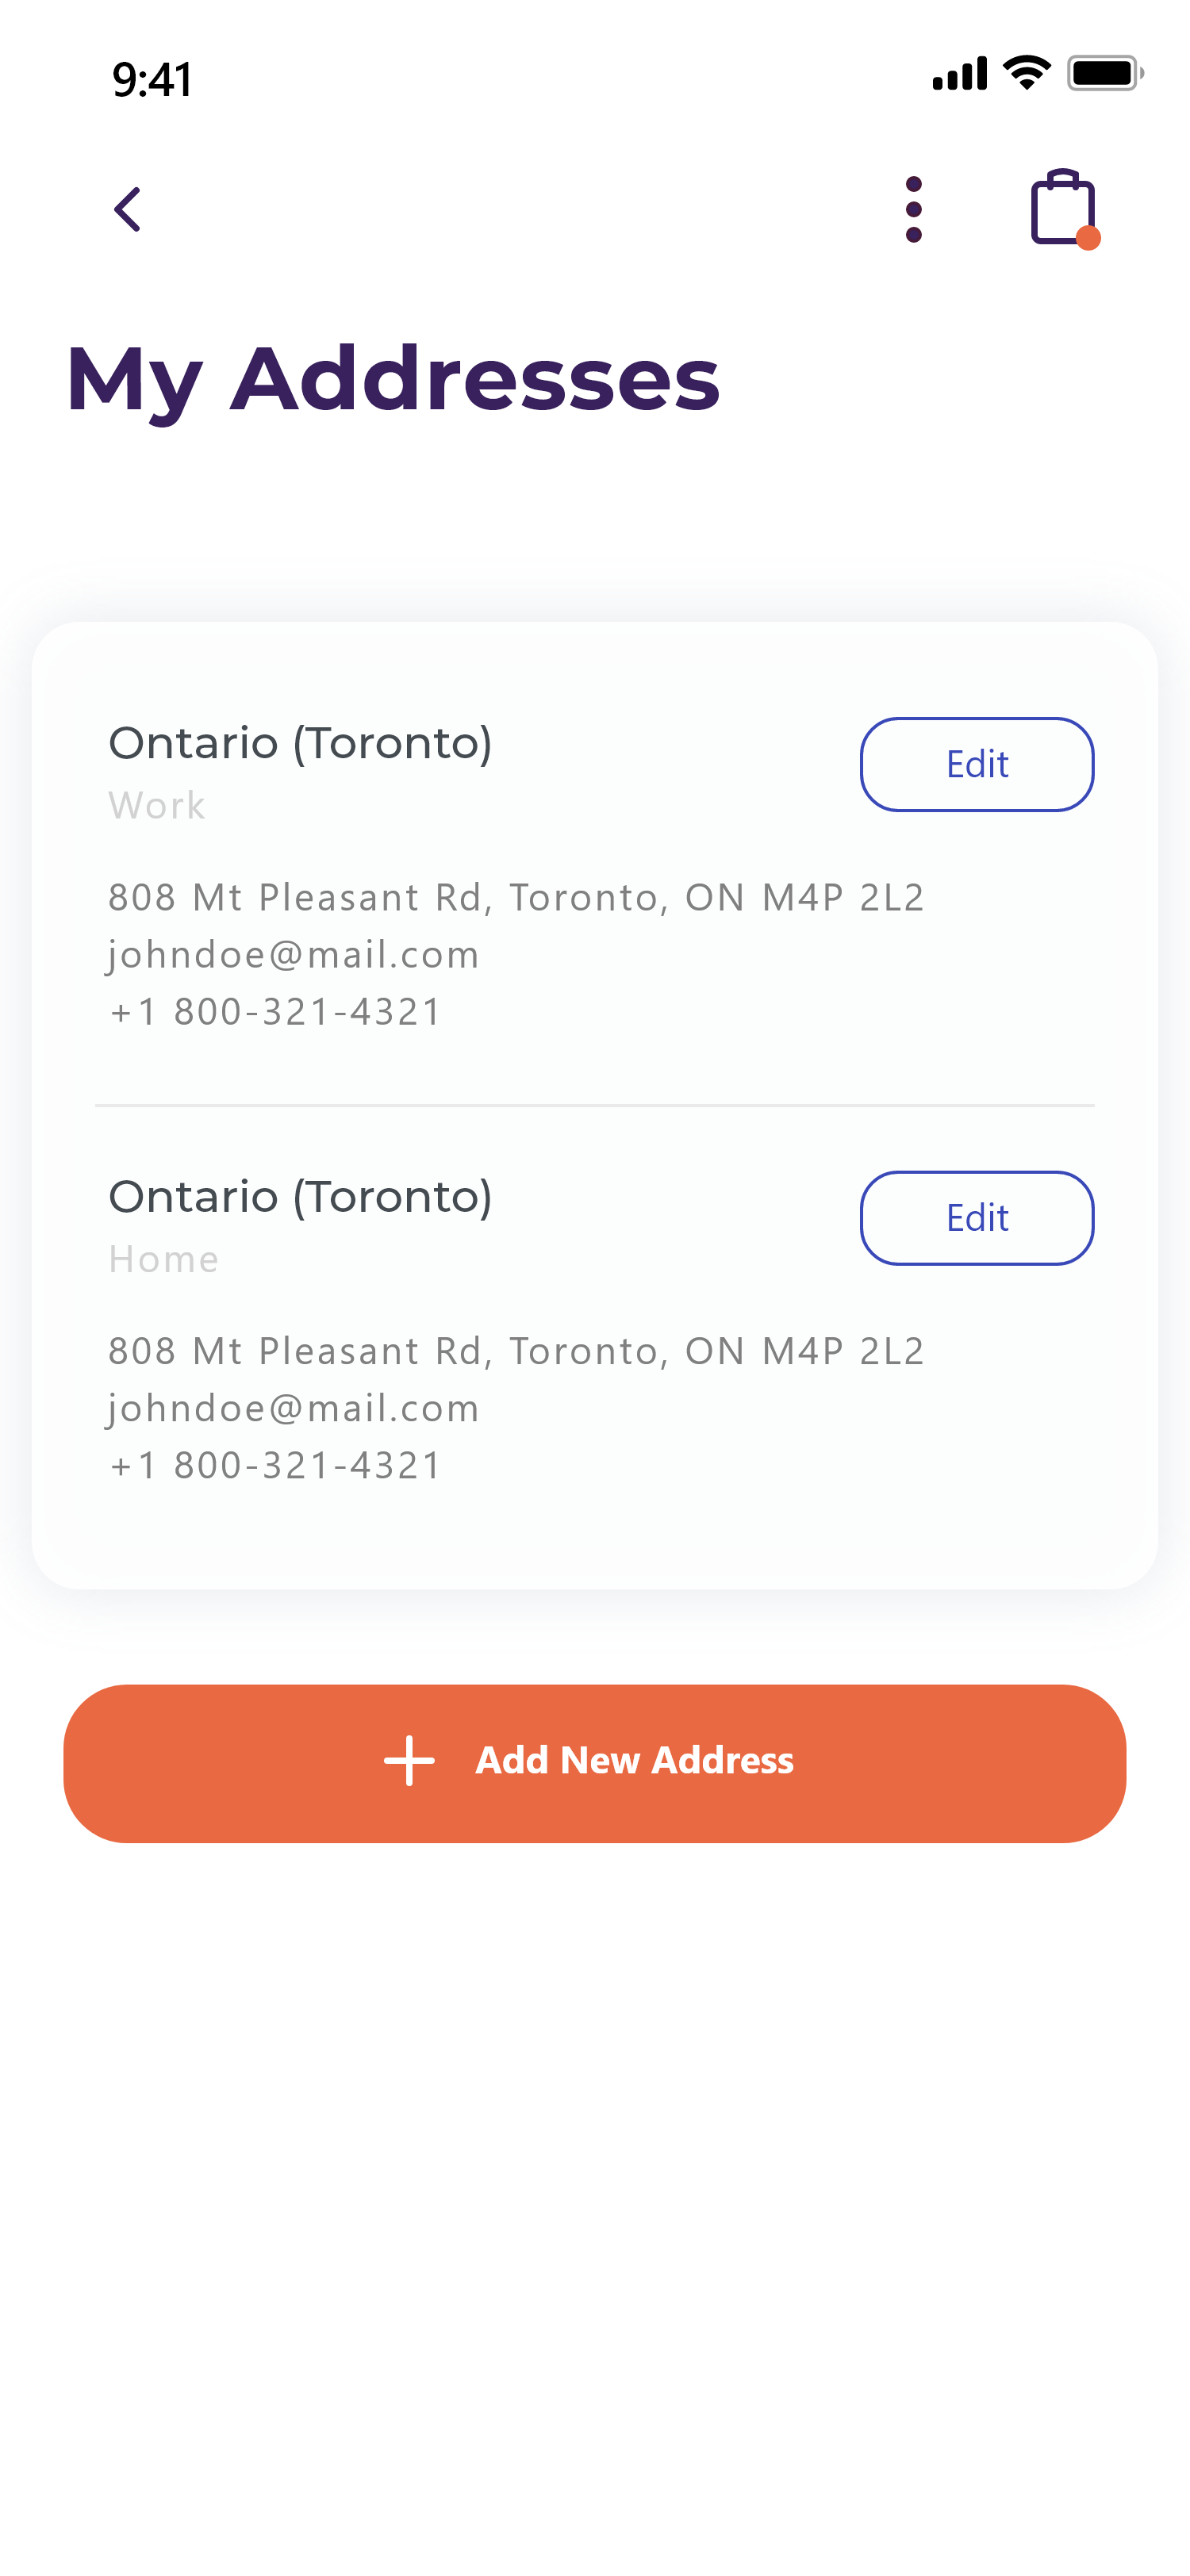 9:41
My Addresses
Ontario (Toronto)
Edit
Work
808 Mt Pleasant Rd, Toronto, ON M4P 2L2
johndoe@mail.com
+1 800-321-4321
Ontario (Toronto)
Edit
Home
808 Mt Pleasant Rd, Toronto, ON M4P 2L2
johndoe@mail.com
+1 800-321-4321
Add New Address